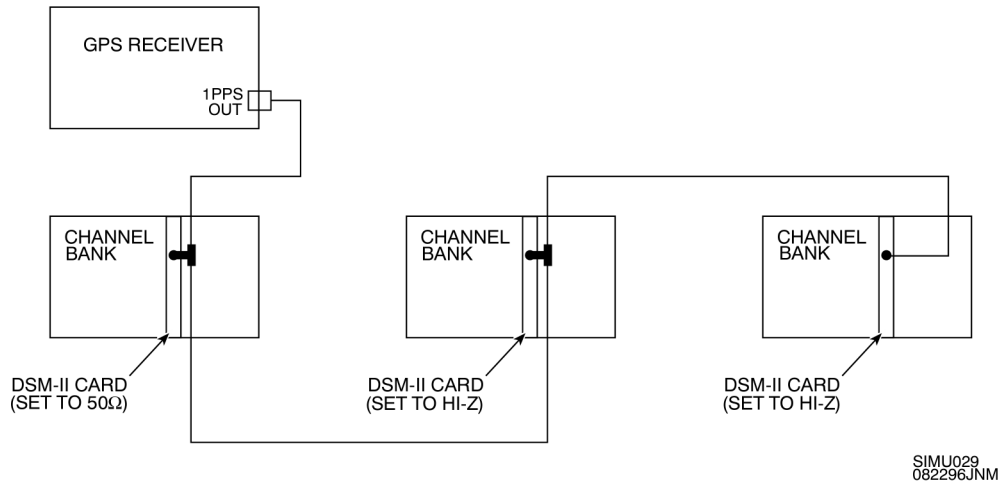 GPS RECEIVER
1PPS
OUT
CHANNEL
BANK
CHANNEL
BANK
CHANNEL
BANK
DSM-II CARD
(SET TO 50Ω)
DSM-II CARD
(SET TO HI-Z)
DSM-II CARD
(SET TO HI-Z)
SIMU029
082296JNM